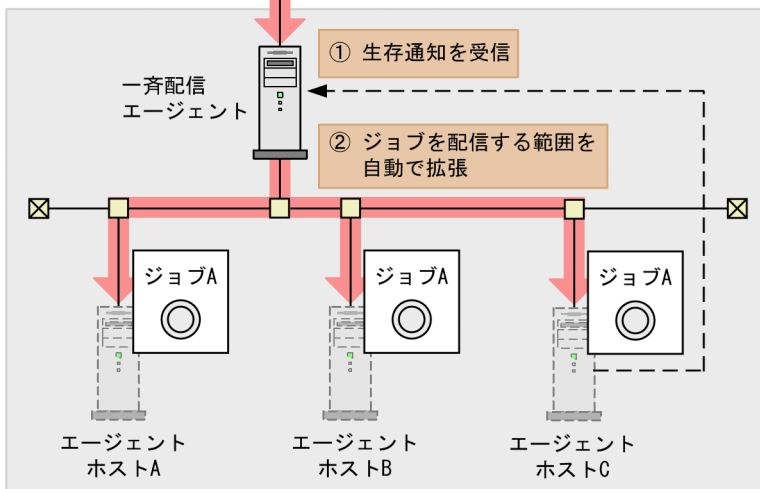 ① 生存通知を受信
一斉配信
エージェント
② ジョブを配信する範囲を
自動で拡張
ジョブA
ジョブA
ジョブA
エージェント
ホストA
エージェント
ホストB
エージェント
ホストC